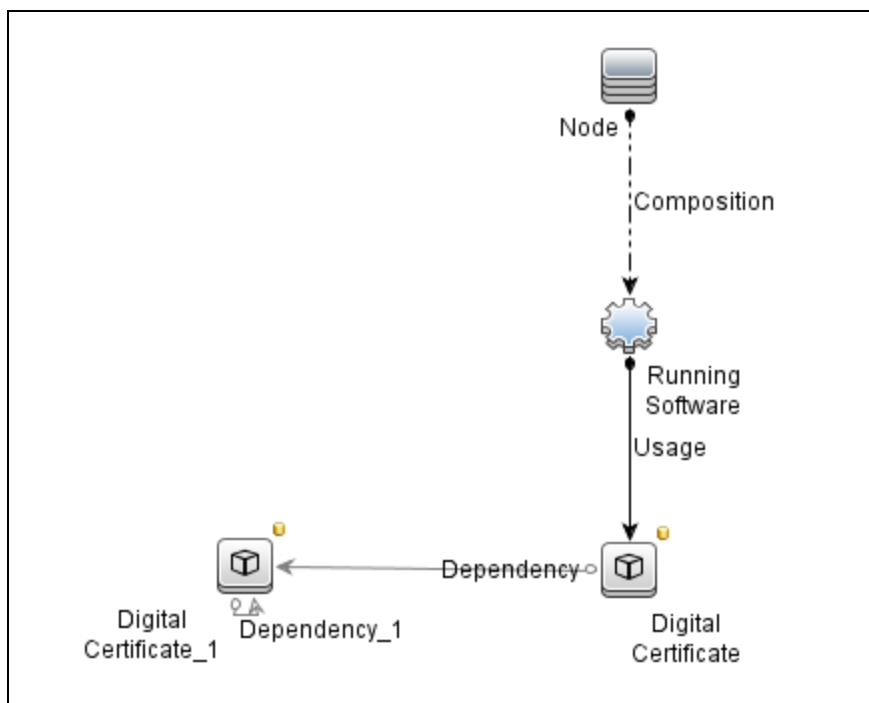 Node
Composition
Running
Software
Usage
Dependency
Digital
Certificate_1
Dependency_1
Digital
Certificate